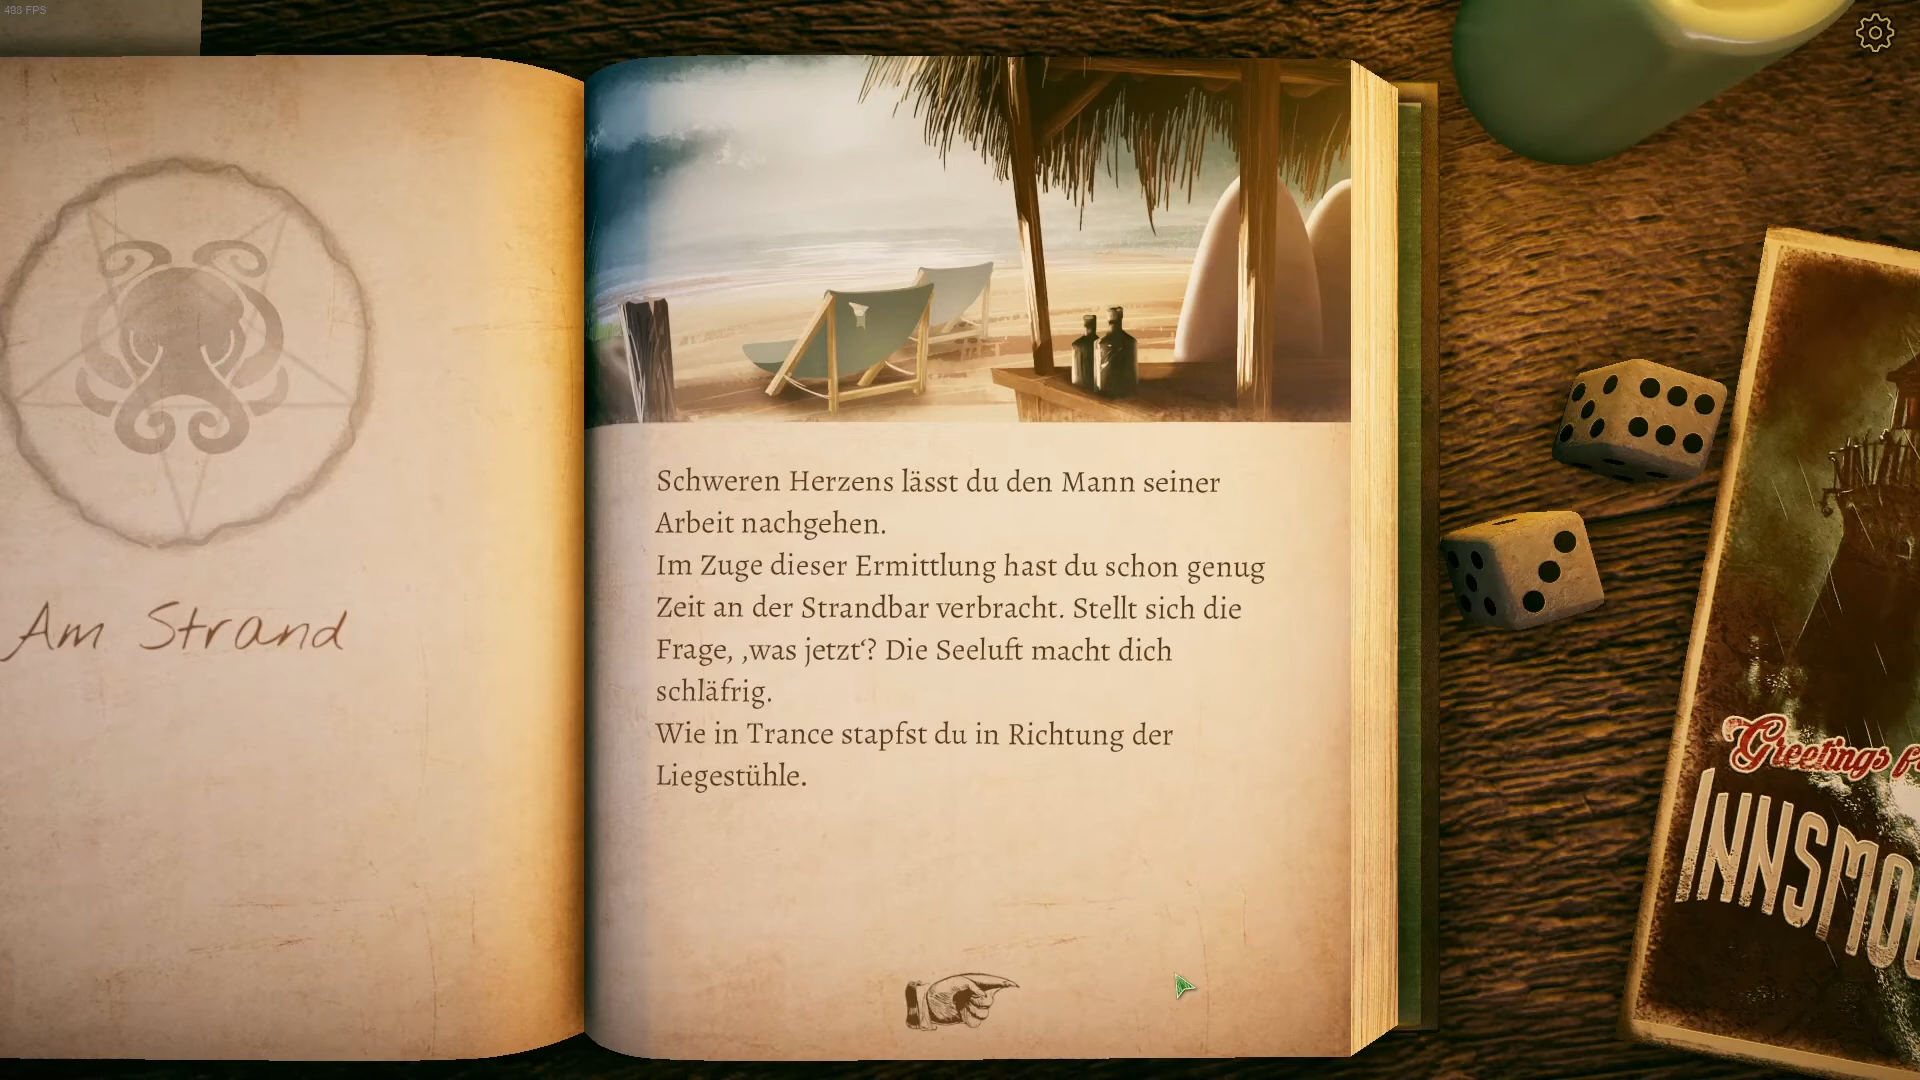 498 FPS
Am Strand
Schweren Herzens lässt du den Mann seiner
Arbeit nachgehen.
Im Zuge dieser Ermittlung hast du schon genug
Zeit an der Strandbar verbracht. Stellt sich die
Frage, ‚was jetzt‘? Die Seeluft macht dich
schläfrig.
Wie in Trance stapfst du in Richtung der
Liegestühle.
Greetings